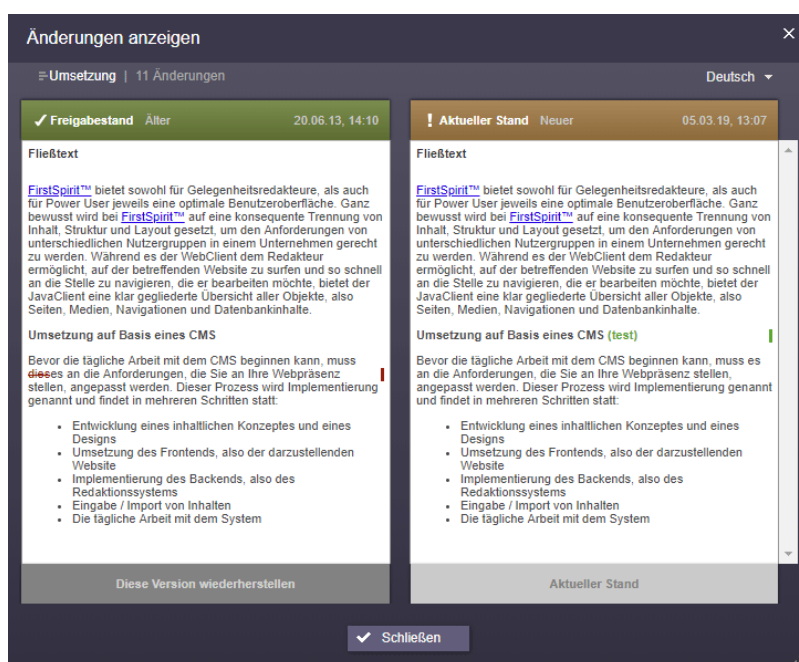 Änderungen anzeigen
Umsetzung | 11 Änderungen
Deutsch
Freigabestand Älter 20.06.13, 14:10
Fließtext
FirstSpirit™ bietet sowohl für Gelegenheitsredakteure, als auch
für Power User jeweils eine optimale Benutzeroberfläche. Ganz
bewusst wird bei FirstSpirit™ auf eine konsequente Trennung von
Inhalt, Struktur und Layout gesetzt, um den Anforderungen von
unterschiedlichen Nutzergruppen in einem Unternehmen gerecht
zu werden. Während es der WebClient dem Redakteur
ermöglicht, auf der betreffenden Website zu surfen und so schnell
an die Stelle zu navigieren, die er bearbeiten möchte, bietet der
JavaClient eine klar gegliederte Übersicht aller Objekte, also
Seiten, Medien, Navigationen und Datenbankinhalte.
Umsetzung auf Basis eines CMS
Bevor die tägliche Arbeit mit dem CMS beginnen kann, muss
dieses an die Anforderungen, die Sie an Ihre Webpräsenz
stellen, angepasst werden. Dieser Prozess wird Implementierung
genannt und findet in mehreren Schritten statt:
• Entwicklung eines inhaltlichen Konzeptes und eines
Designs
• Umsetzung des Frontends, also der darzustellenden
Website
• Implementierung des Backends, also des
Redaktionssystems
• Eingabe / Import von Inhalten
• Die tägliche Arbeit mit dem System
Diese Version wiederherstellen
Aktueller Stand Neuer 05.03.19, 13:07
Fließtext
FirstSpirit™ bietet sowohl für Gelegenheitsredakteure, als auch
für Power User jeweils eine optimale Benutzeroberfläche. Ganz
bewusst wird bei FirstSpirit™ auf eine konsequente Trennung von
Inhalt, Struktur und Layout gesetzt, um den Anforderungen von
unterschiedlichen Nutzergruppen in einem Unternehmen gerecht
zu werden. Während es der WebClient dem Redakteur
ermöglicht, auf der betreffenden Website zu surfen und so schnell
an die Stelle zu navigieren, die er bearbeiten möchte, bietet der
JavaClient eine klar gegliederte Übersicht aller Objekte, also
Seiten, Medien, Navigationen und Datenbankinhalte.
Umsetzung auf Basis eines CMS (test)
Bevor die tägliche Arbeit mit dem CMS beginnen kann, muss es
an die Anforderungen, die Sie an Ihre Webpräsenz stellen,
angepasst werden. Dieser Prozess wird Implementierung genannt
und findet in mehreren Schritten statt:
• Entwicklung eines inhaltlichen Konzeptes und eines
Designs
• Umsetzung des Frontends, also der darzustellenden
Website
• Implementierung des Backends, also des
Redaktionssystems
• Eingabe / Import von Inhalten
• Die tägliche Arbeit mit dem System
Aktueller Stand
Schließen